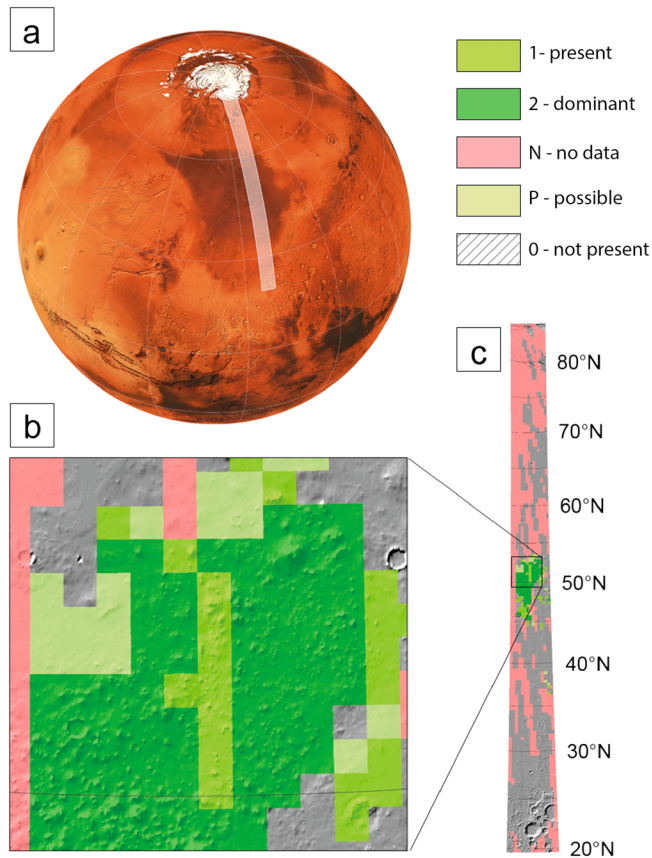 a
1- present
2 - dominant
N - no data
P - possible
0 - not present
b
c
80°N
70°N
60°N
50°N
40°N
30°N
20°N